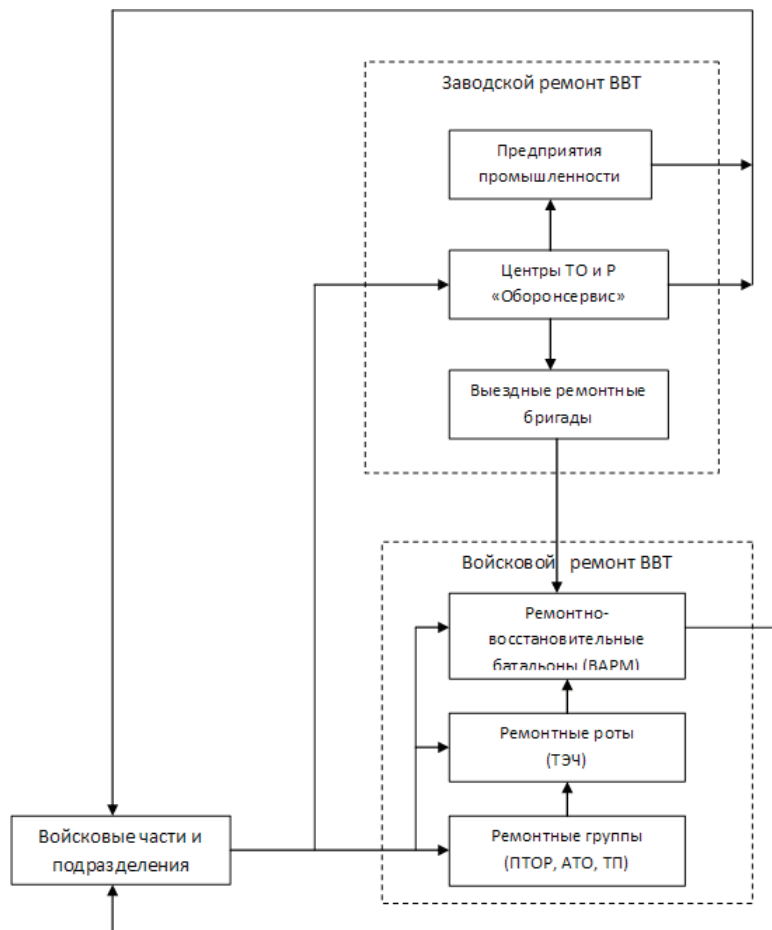 Заводской ремонт ВВТ
Предприятия
промышленности
Центры ТО и Р
«Оборонсервис»
Выездные ремонтные
бригады
Войсковой ремонт ВВТ
Ремонтно-
восстановительные
батальоны (ВАРМ)
Ремонтные роты
(ТЭЧ)
Войсковые части и
подразделения
Ремонтные группы
(ПТОР, АТО, ТП)